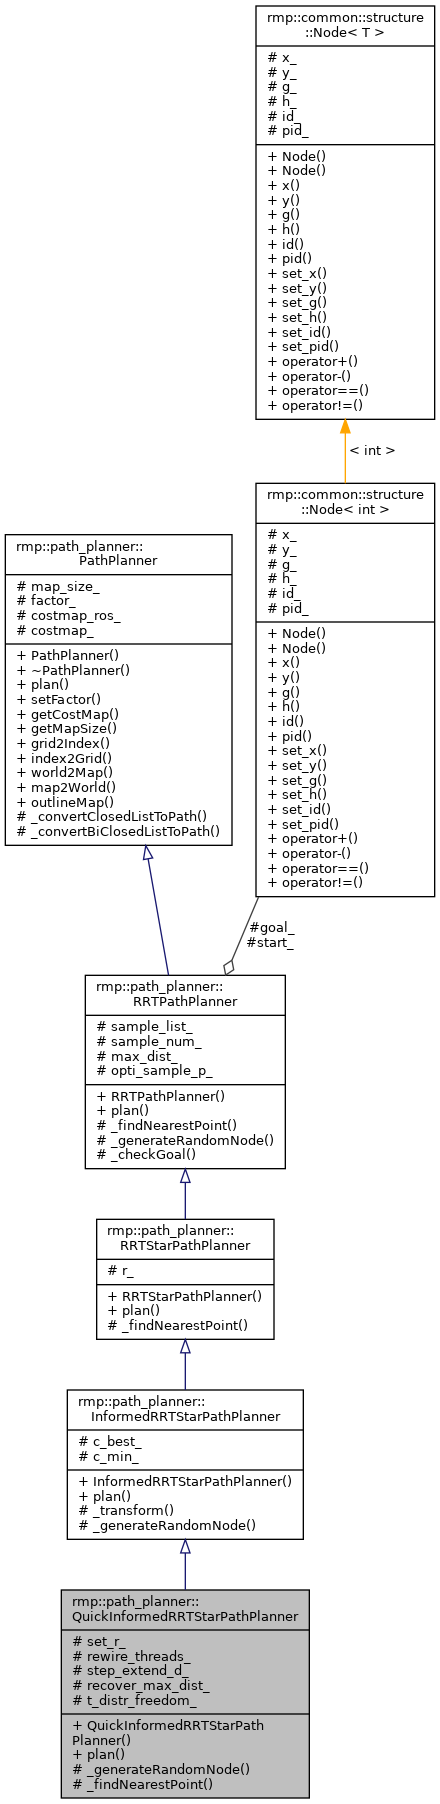 rmp::common::structure
::Node< T >
# x_
# y_
# g_
# h_
# id_
# pid_
+ Node()
+ Node()
+ x()
+ y()
+ g()
+ h()
+ id()
+ pid()
+ set_x()
+ set_y()
+ set_g()
+ set_h()
+ set_id()
+ set_pid()
+ operator+()
+ operator-()
+ operator==()
+ operator!=()
< int >
rmp::common::structure
::Node< int >
# x_
# y_
# g_
# h_
# id_
# pid_
+ Node()
+ Node()
+ x()
+ y()
+ g()
+ h()
+ id()
+ pid()
+ set_x()
+ set_y()
+ set_g()
+ set_h()
+ set_id()
+ set_pid()
+ operator+()
+ operator-()
+ operator==()
+ operator!=()
rmp::path_planner::
PathPlanner
# map_size_
# factor_
# costmap_ros_
# costmap_
+ PathPlanner()
+ ~PathPlanner()
+ plan()
+ setFactor()
+ getCostMap()
+ getMapSize()
+ grid2Index()
+ index2Grid()
+ world2Map()
+ map2World()
+ outlineMap()
# _convertClosedListToPath()
# _convertBiClosedListToPath()
#goal_
#start_
rmp::path_planner::
RRTPathPlanner
# sample_list_
# sample_num_
# max_dist_
# opti_sample_p_
+ RRTPathPlanner()
+ plan()
# _findNearestPoint()
# _generateRandomNode()
# _checkGoal()
rmp::path_planner::
RRTStarPathPlanner
# r_
+ RRTStarPathPlanner()
+ plan()
# _findNearestPoint()
rmp::path_planner::
InformedRRTStarPathPlanner
# c_best_
# c_min_
+ InformedRRTStarPathPlanner()
+ plan()
# _transform()
# _generateRandomNode()
rmp::path_planner::
QuickInformedRRTStarPathPlanner
# set_r_
# rewire_threads_
# step_extend_d_
# recover_max_dist_
# t_distr_freedom_
+ QuickInformedRRTStarPath
Planner()
+ plan()
# _generateRandomNode()
# _findNearestPoint()